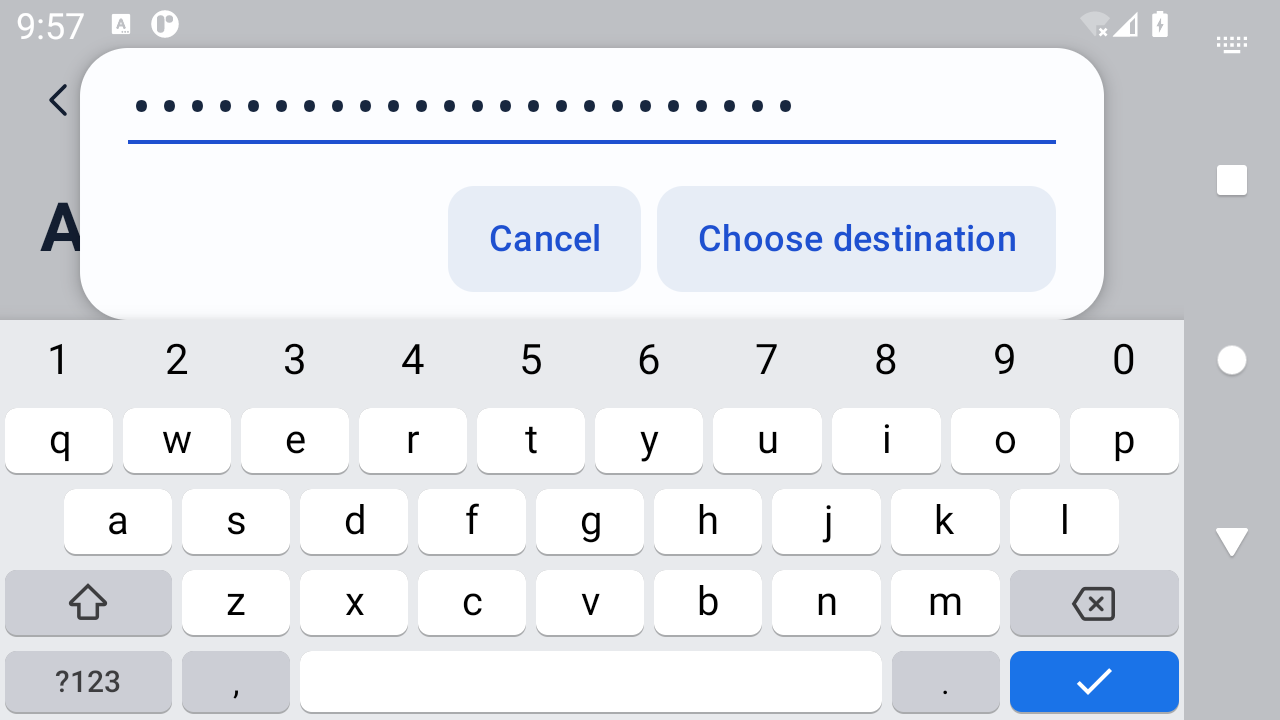 9:57
A
••••••••••••••••••••••••
Cancel Choose destination
1 2 3 4 5 6 7 8 9 0
q w e r t y u i o p
a s d f g h j k l
z x c v b n m
?123 , .